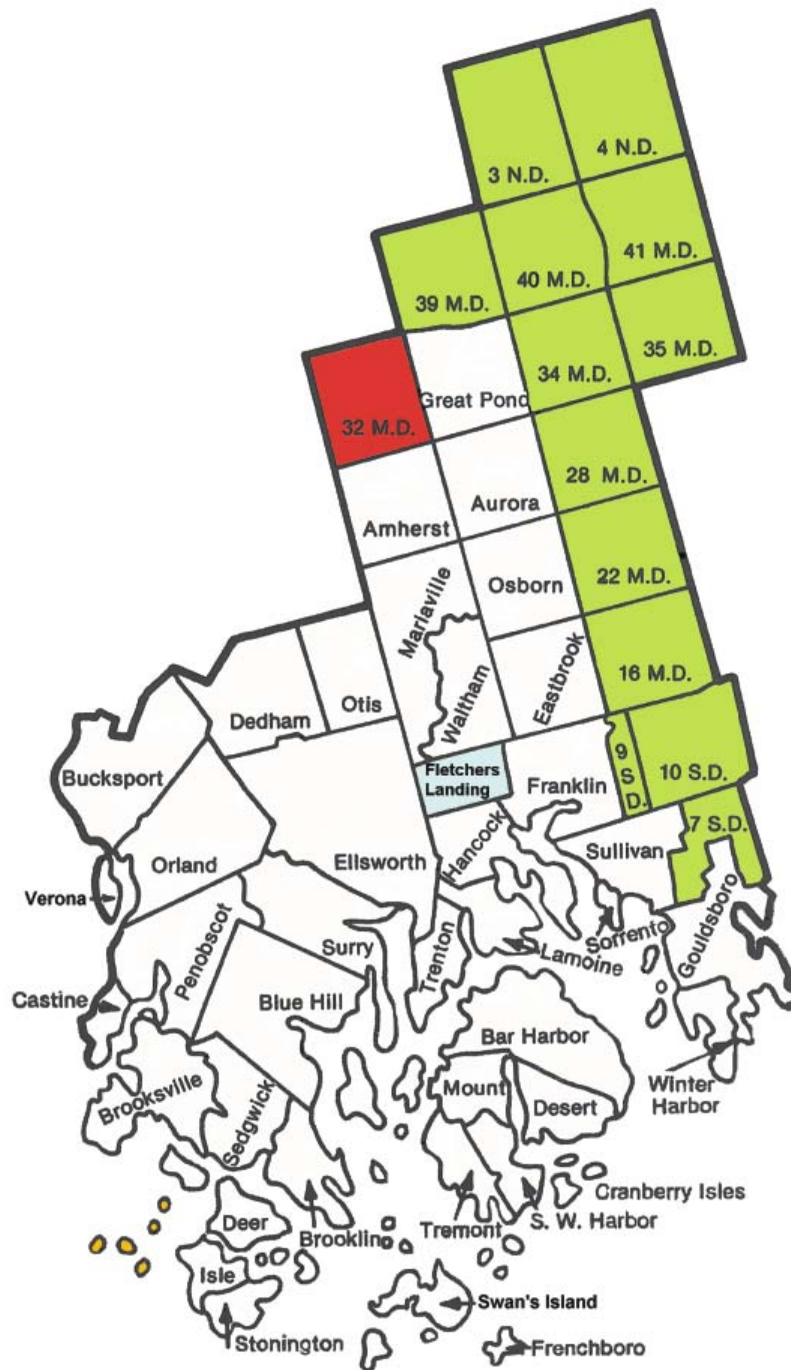 4 N.D.
3 N.D.
41 M.D.
40 M.D.
39 M.D.
35 M.D.
34 M.D.
Great Pond
32 M.D.
28 M.D.
Aurora
Amherst
22 M.D.
Osborn
Mariaville
16 M.D.
Eastbrook
Waltham
Otis
Dedham
Bucksport
Fletchers
Landing
Franklin
9
S
D.
10 S.D.
7 S.D.
Sullivan
Hancock
Ellsworth
Orland
Verona
Gouldsboro
Sorrento
Lamoine
Trenton
Surry
Penobscot
Castine
Blue Hill
Bar Harbor
Winter
Harbor
Mount
Desert
Brooksville
Sedgwick
Cranberry Isles
S. W. Harbor
Tremont
Brooklin
Deer
Isle
Swan's Island
Stonington
Frenchboro